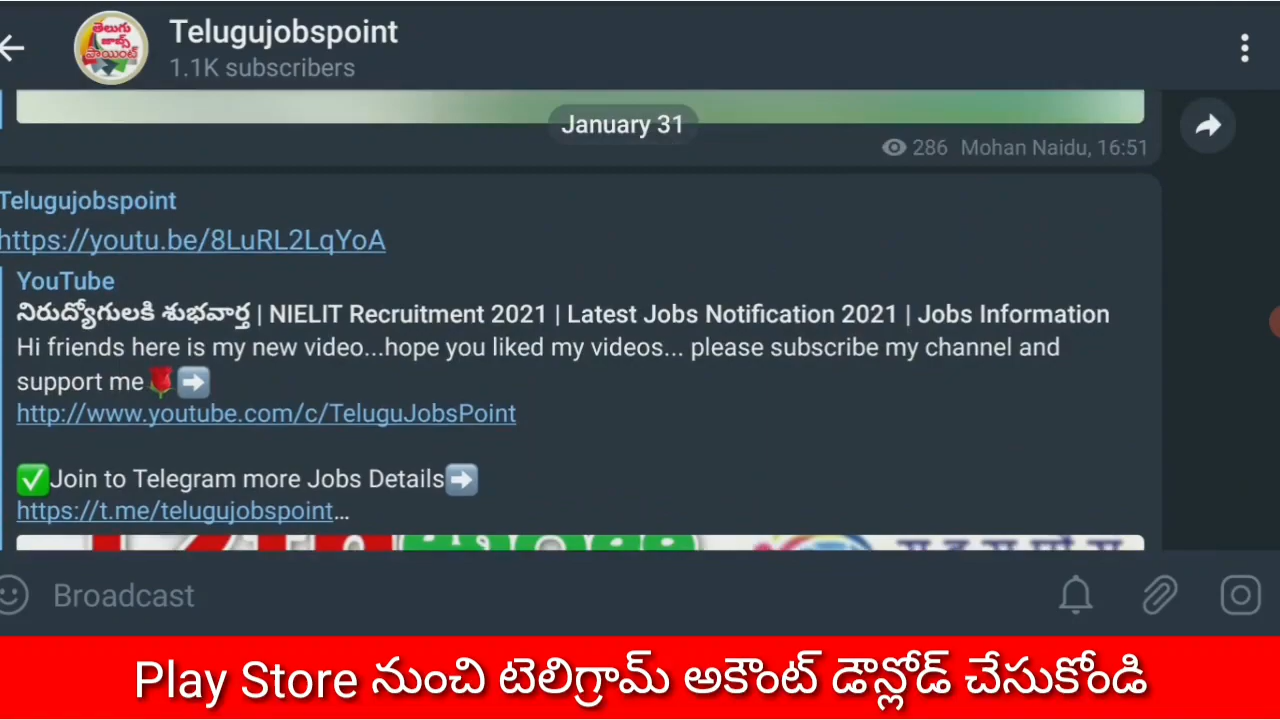 తెలుగు
జాబ్స్
పాయింట్
Telugujobspoint
1.1K subscribers
January 31
286 Mohan Naidu, 16:51
Telugujobspoint
https://youtu.be/8LuRL2LqYoA
YouTube
నిరుద్యోగులకి శుభవార్త | NIELIT Recruitment 2021 | Latest Jobs Notification 2021 | Jobs Information
Hi friends here is my new video...hope you liked my videos... please subscribe my channel and
support me🌹➡️
http://www.youtube.com/c/TeluguJobsPoint
✅Join to Telegram more Jobs Details➡️
https://t.me/telugujobspoint...
Broadcast
Play Store నుంచి టెలిగ్రామ్ అకౌంట్ డౌన్లోడ్ చేసుకోండి